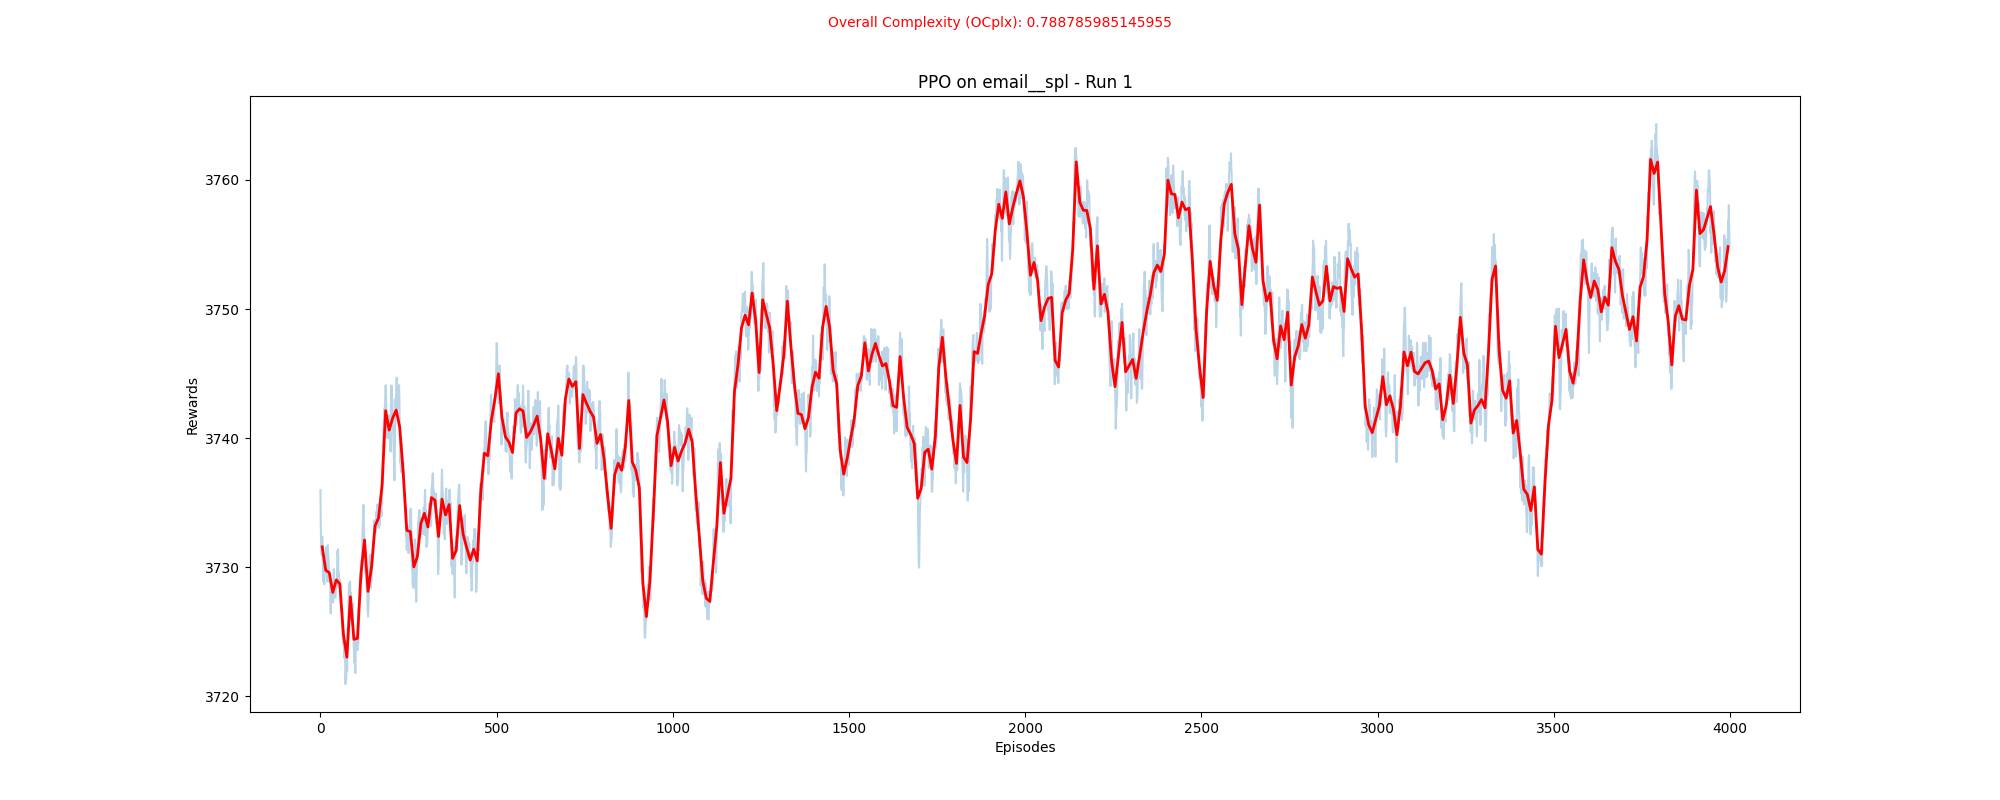 Overall Complexity (OCplx): 0.788785985145955
PPO on email__spl - Run 1
Rewards
3760
3750
3740
3730
3720
0 500 1000 1500 2000 2500 3000 3500 4000
Episodes